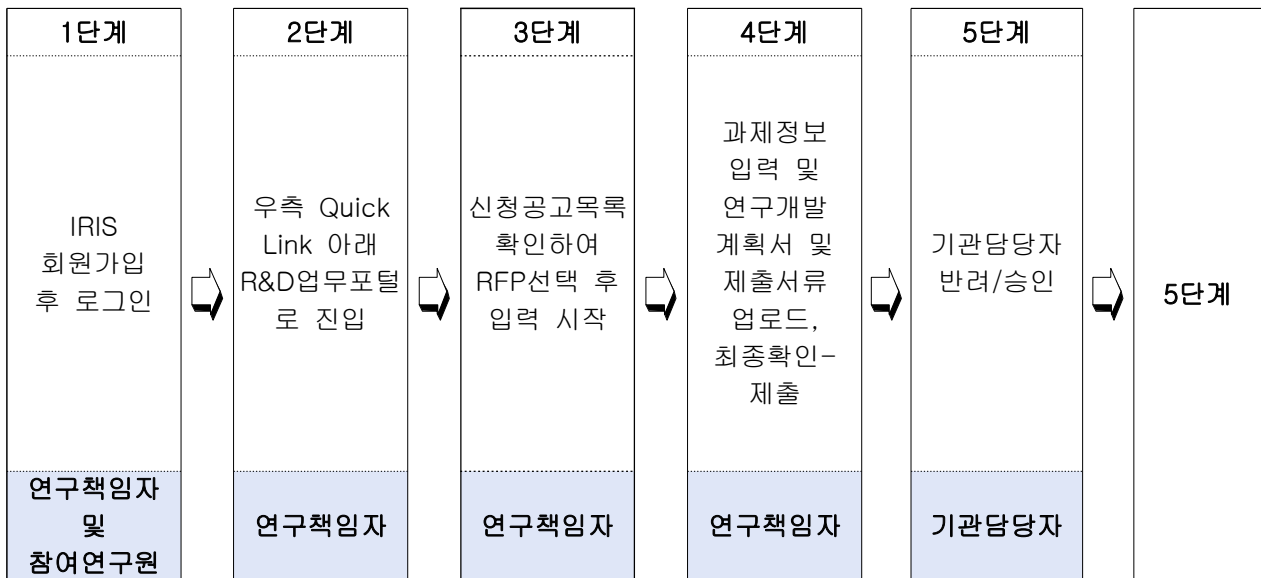 1단계
IRIS
회원가입
후 로그인
연구책임자
및
참여연구원
2단계
우측 Quick
Link 아래
R&D업무포털
로 진입
연구책임자
3단계
신청공고목록
확인하여
RFP선택 후
입력 시작
연구책임자
4단계
과제정보
입력 및
연구개발
계획서 및
제출서류
업로드,
최종확인-
제출
연구책임자
5단계
기관담당자
반려/승인
기관담당자
5단계